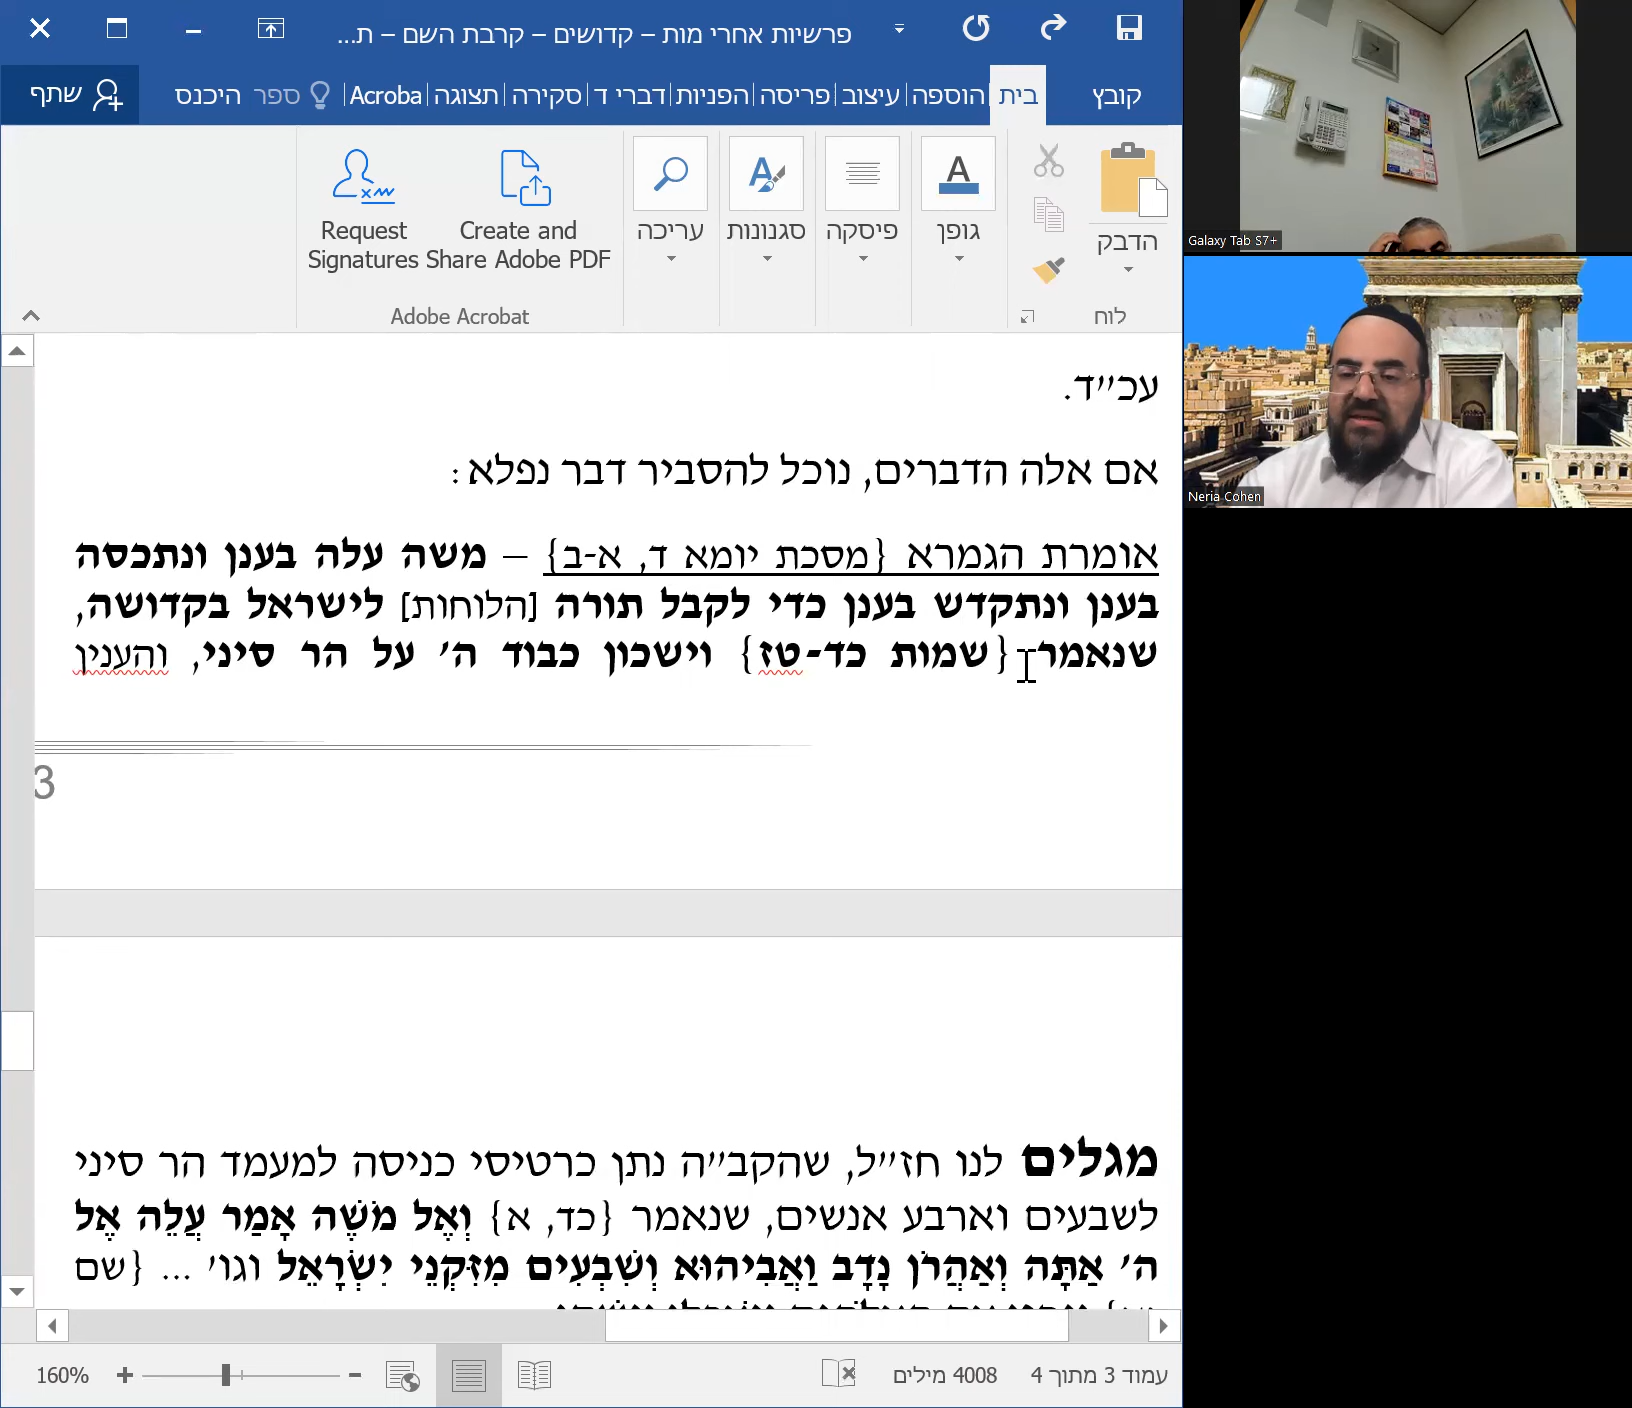 פרשיות אחרי מות – קדושים – קרבת השם – ת...
קובץ
בית
הוספה
עיצוב
פריסה
הפניות
דברי ד
סקירה
תצוגה
Acroba
ספר
היכנס
שתף
הדבק
גופן
פיסקה
סגנונות
עריכה
Create and
Share Adobe PDF
Request
Signatures
לוח
Adobe Acrobat
עכ"ד.
אם אלה הדברים, נוכל להסביר דבר נפלא:
אומרת הגמרא {מסכת יומא ד, א-ב} – משה עלה בענן ונתכסה
בענן ונתקדש בענן כדי לקבל תורה [הלוחות] לישראל בקדושה,
שנאמר {שמות כד-טז} וישכון כבוד ה' על הר סיני, והענין
3
מגלים לנו חז"ל, שהקב"ה נתן כרטיסי כניסה למעמד הר סיני
לשבעים וארבע אנשים, שנאמר {כד, א} וְאֶל מֹשֶׁה אָמַר עֲלֵה אֶל
ה' אַתָּה וְאַהֲרֹן נָדָב וַאֲבִיהוּא וְשִׁבְעִים מִזִּקְנֵי יִשְׂרָאֵל וגו' ... {שם
עמוד 3 מתוך 4
4008 מילים
160%
Galaxy Tab S7+
Neria Cohen